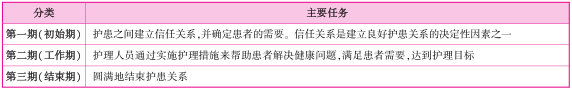 分类 主要任务
第一期(初始期) 护患之间建立信任关系,并确定患者的需要。信任关系是建立良好护患关系的决定性因素之一
第二期(工作期) 护理人员通过实施护理措施来帮助患者解决健康问题,满足患者需要,达到护理目标
第三期(结束期) 圆满地结束护患关系